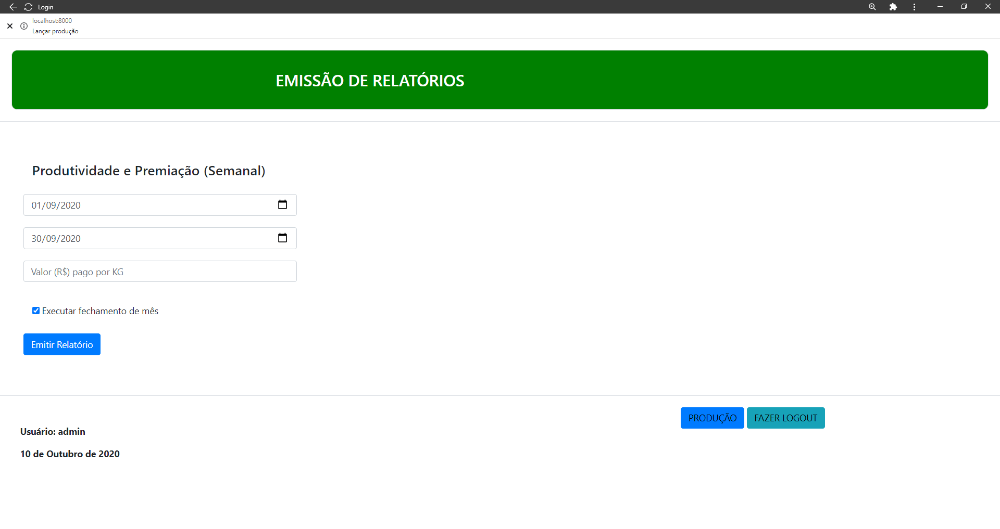 Login
localhost:8000
Lançar produção
EMISSÃO DE RELATÓRIOS
Produtividade e Premiação (Semanal)
01/09/2020
30/09/2020
Valor (R$) pago por KG
Executar fechamento de mês
Emitir Relatório
PRODUÇÃO FAZER LOGOUT
Usuário: admin
10 de Outubro de 2020